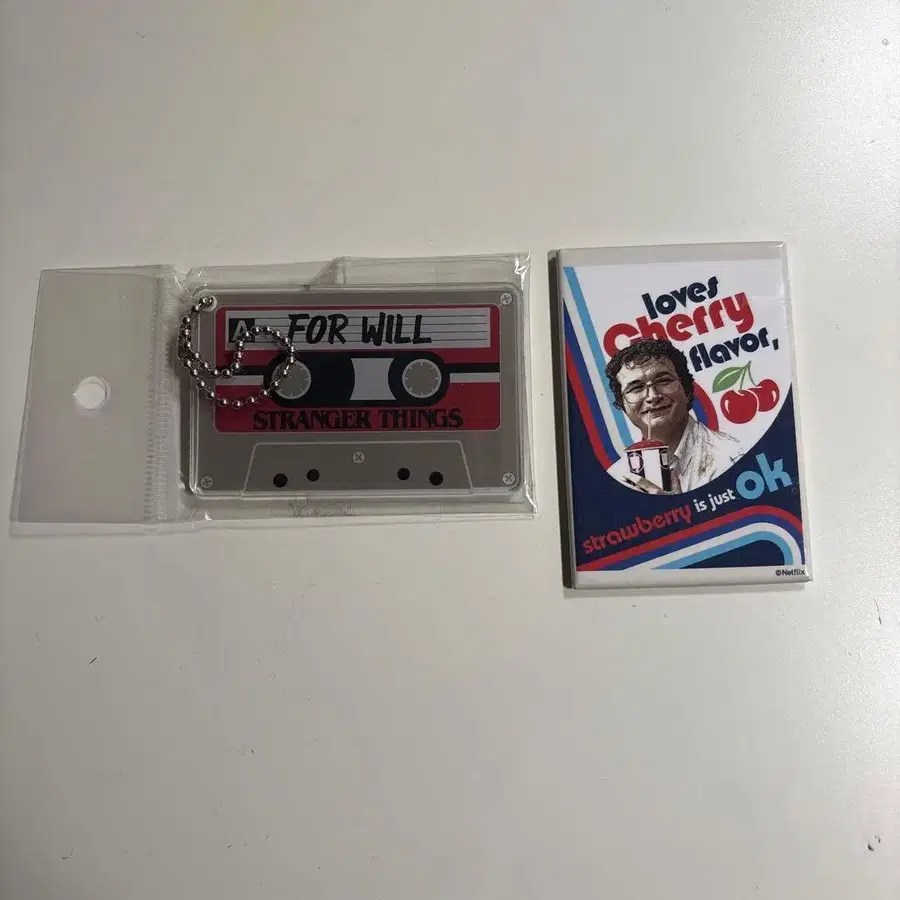 A
FOR WILL
STRANGER THINGS
loves
Cherry
flavor,
strawberry is just ok
©Netflix